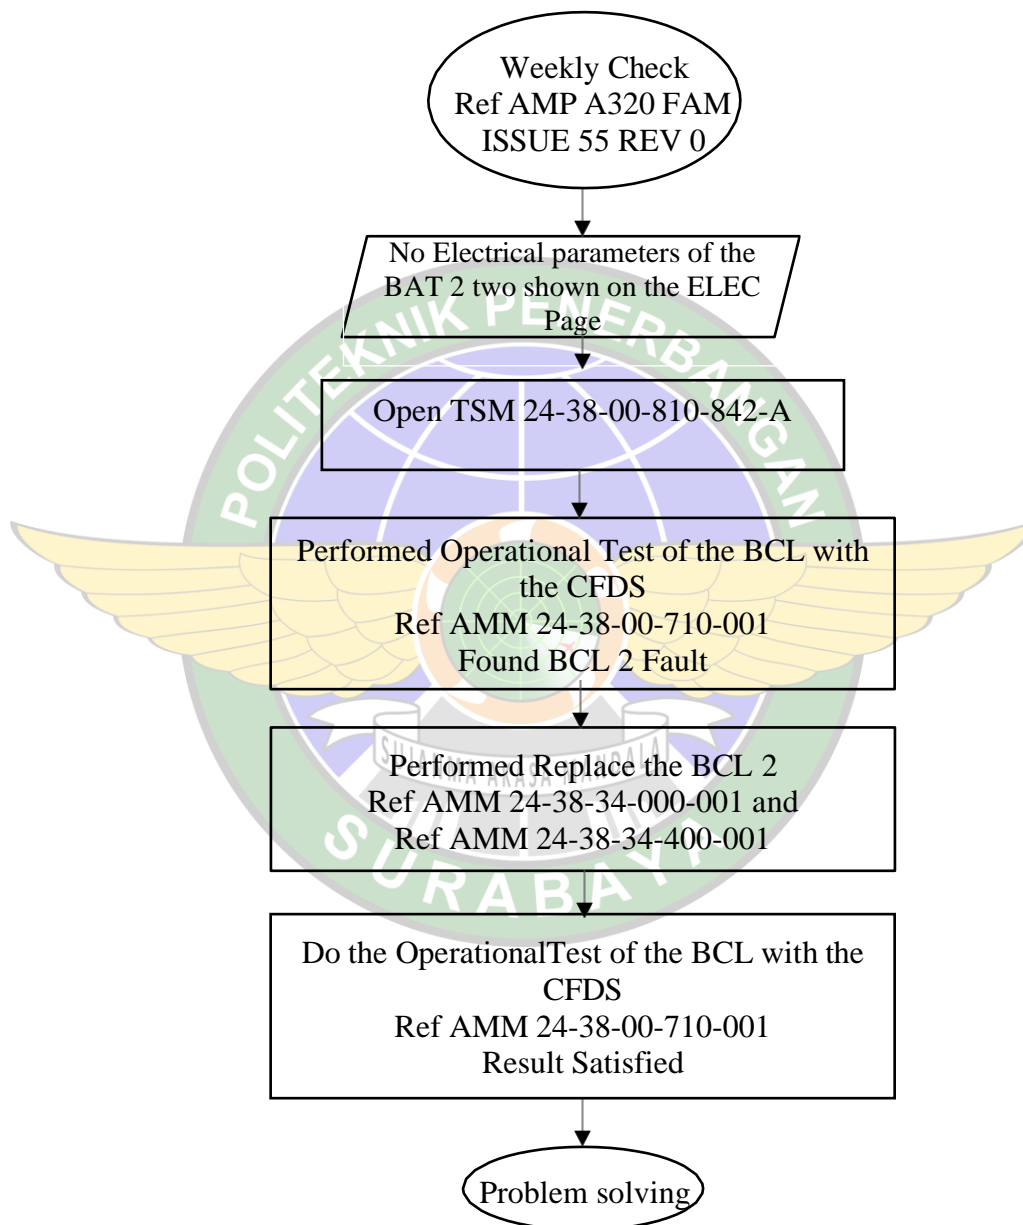 Weekly Check
Ref AMP A320 FAM
ISSUE 55 REV 0
No Electrical parameters of the
BAT 2 two shown on the ELEC
Page
POLITEKNIK PENERBANGAN
Open TSM 24-38-00-810-842-A
Performed Operational Test of the BCL with
the CFDS
Ref AMM 24-38-00-710-001
Found BCL 2 Fault
Performed Replace the BCL 2
Ref AMM 24-38-34-000-001 and
Ref AMM 24-38-34-400-001
SURABAYA
Do the OperationalTest of the BCL with the
CFDS
Ref AMM 24-38-00-710-001
Result Satisfied
Problem solving